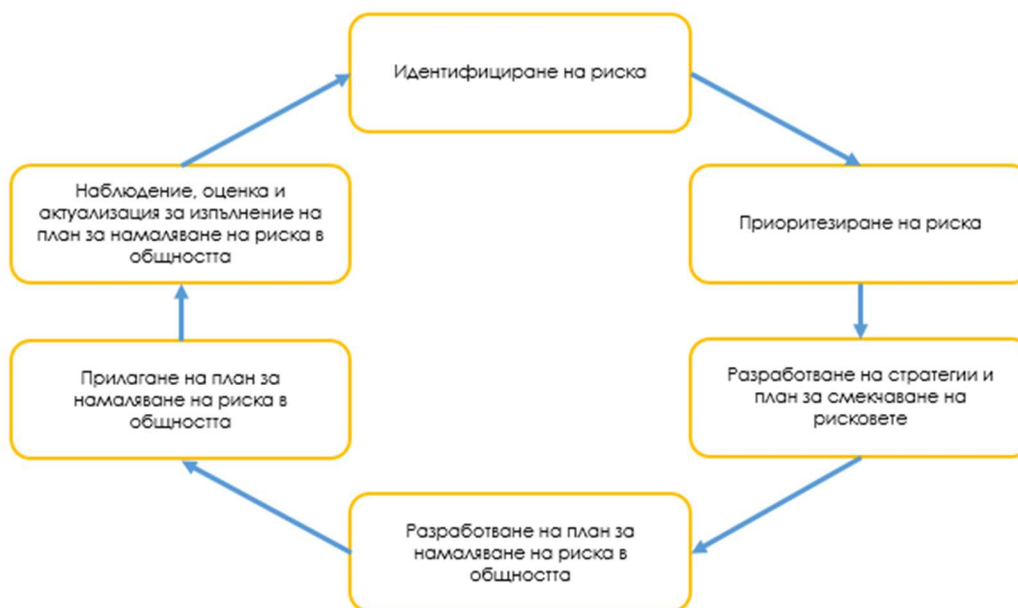 Идентифициране на риска
Приоритезиране на риска
Разработване на стратегии и
план за смекчаване на
рисковете
Разработване на план за
намаляване на риска в
общността
Прилагане на план за
намаляване на риска в
общността
Наблюдение, оценка и
актуализация за изпълнение на
план за намаляване на риска в
общността